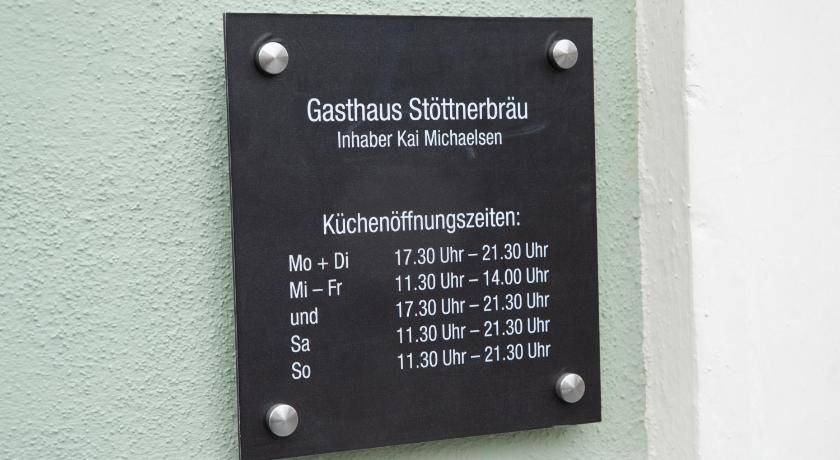 Gasthaus Stöttnerbräu
Inhaber Kai Michaelsen
Küchenöffnungszeiten:
Mo + Di 17.30 Uhr – 21.30 Uhr
Mi – Fr 11.30 Uhr – 14.00 Uhr
und 17.30 Uhr – 21.30 Uhr
Sa 11.30 Uhr – 21.30 Uhr
So 11.30 Uhr – 21.30 Uhr